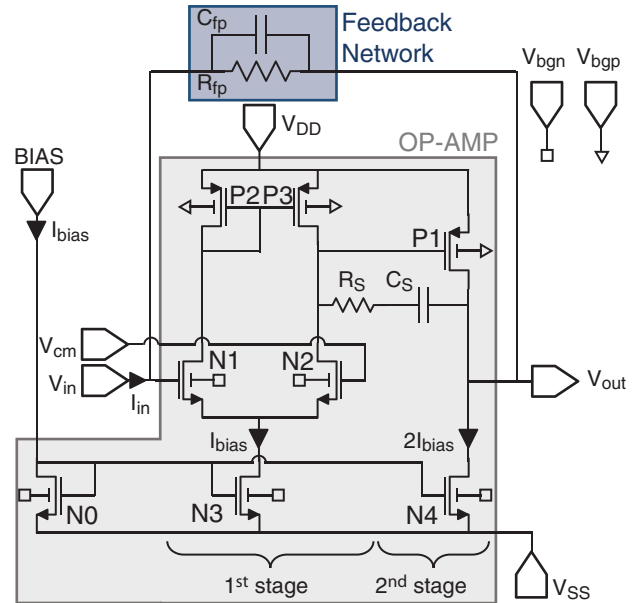 C_fp
Feedback
Network
R_fp
V_bgn
V_bgp
V_DD
OP-AMP
BIAS
P2
P3
P1
I_bias
R_S
C_S
V_cm
N1
N2
V_in
I_in
V_out
I_bias
2I_bias
N0
N3
N4
1st stage
2nd stage
V_SS